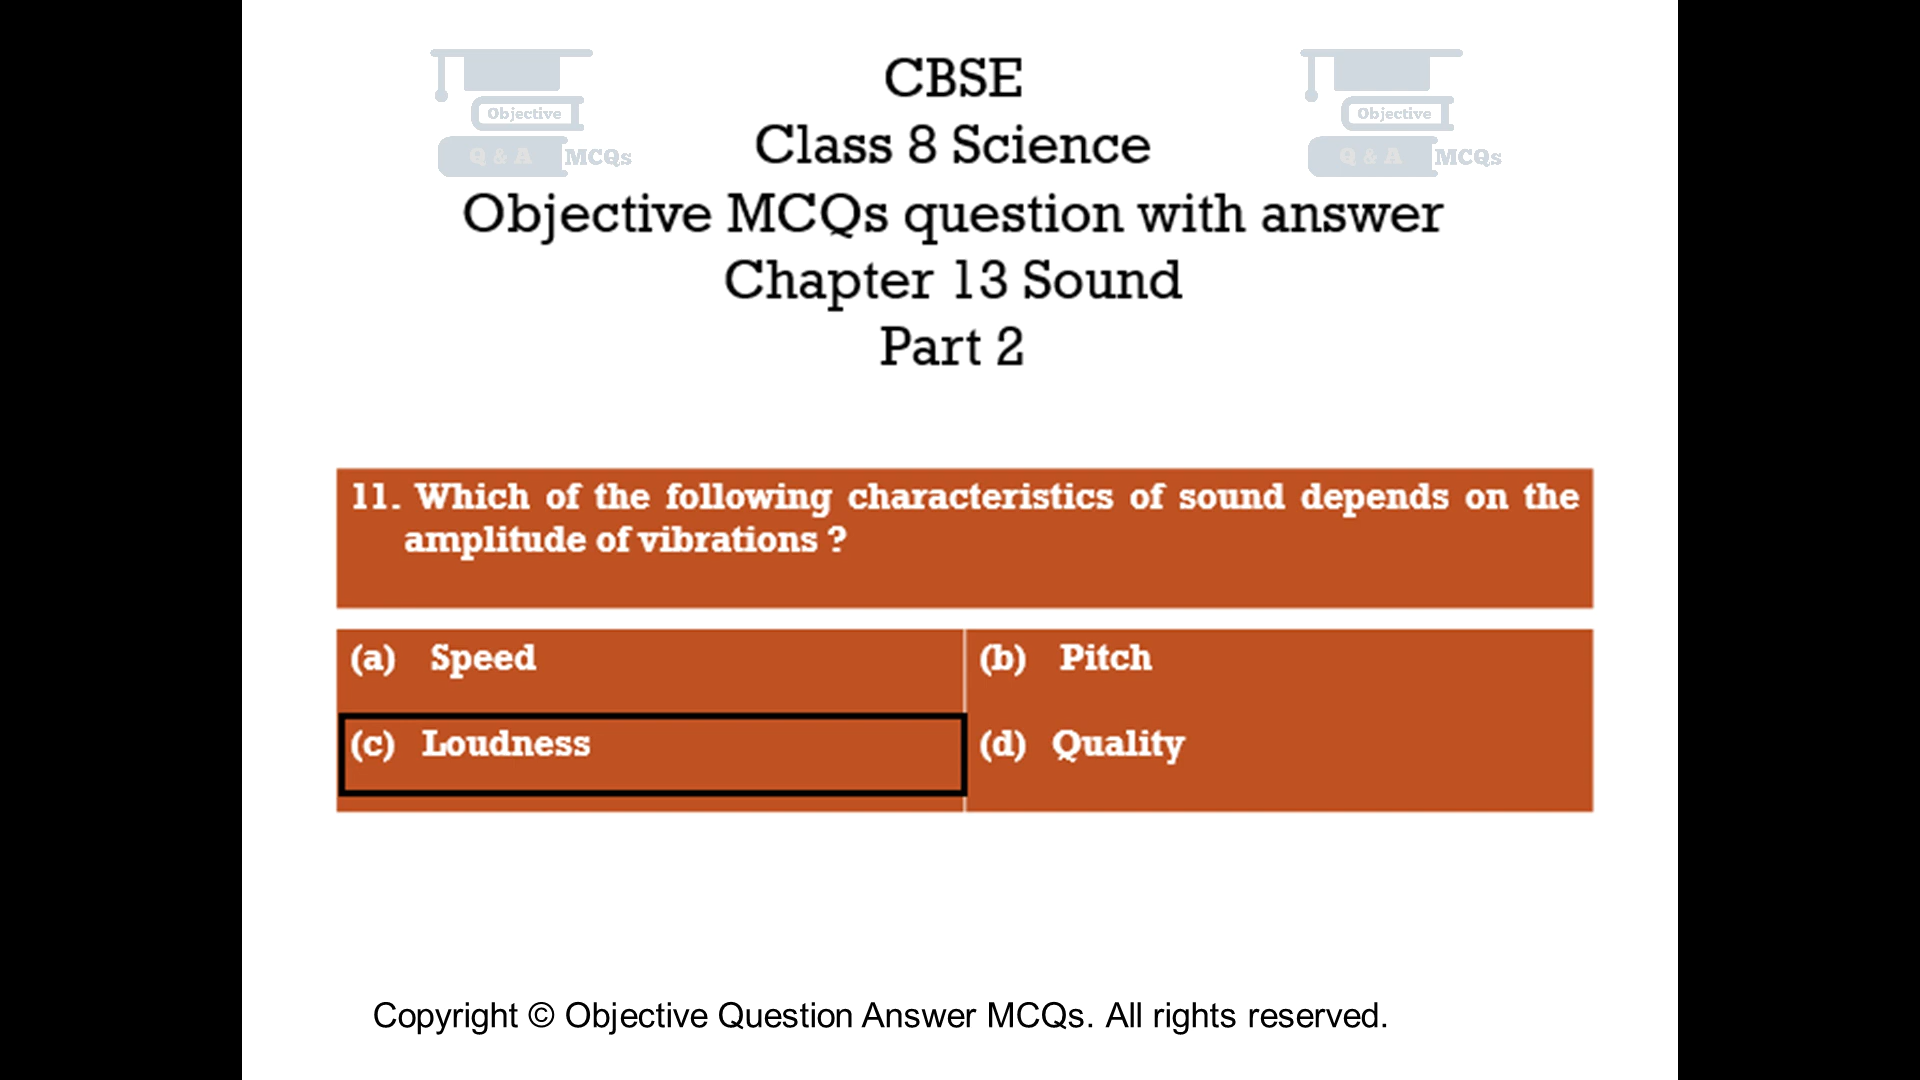 Objective
Q & A MCQs
Objective
Q & A MCQs
CBSE
Class 8 Science
Objective MCQs question with answer
Chapter 13 Sound
Part 2
11. Which of the following characteristics of sound depends on the
amplitude of vibrations ?
(a) Speed
(b) Pitch
(c) Loudness
(d) Quality
Copyright © Objective Question Answer MCQs. All rights reserved.